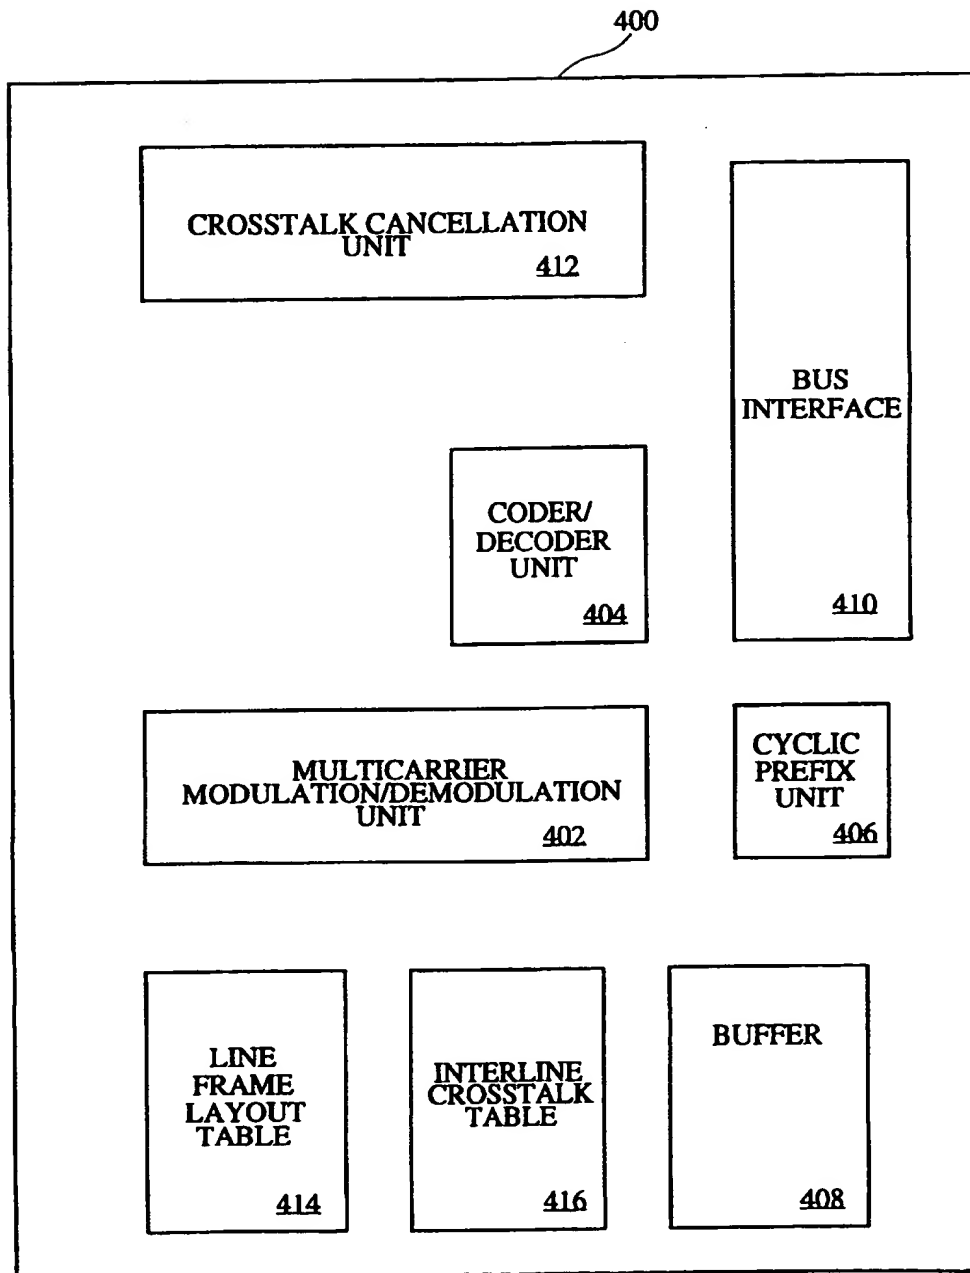 400
CROSSTALK CANCELLATION
UNIT
412
BUS
INTERFACE
410
CODER/
DECODER
UNIT
404
MULTICARRIER
MODULATION/DEMODULATION
UNIT
402
CYCLIC
PREFIX
UNIT
406
LINE
FRAME
LAYOUT
TABLE
414
INTERLINE
CROSSTALK
TABLE
416
BUFFER
408